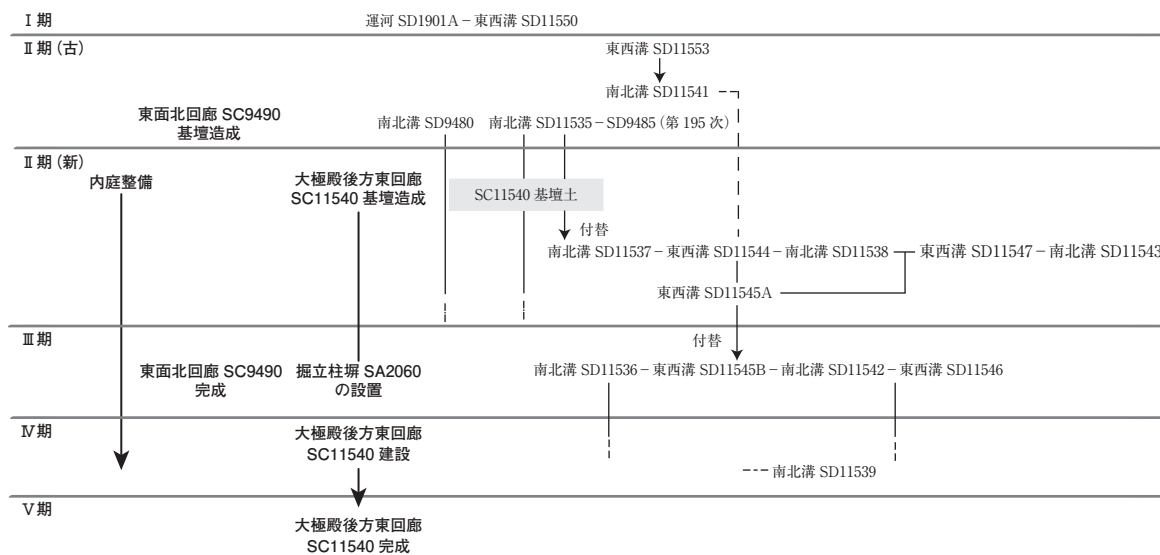 Ⅰ期
運河 SD1901A − 東西溝 SD11550
Ⅱ期(古)
東西溝 SD11553
南北溝 SD11541
東面北回廊 SC9490
基壇造成
南北溝 SD9480
南北溝 SD11535 − SD9485 (第 195 次)
Ⅱ期(新)
内庭整備
大極殿後方東回廊
SC11540 基壇造成
SC11540 基壇土
付替
南北溝 SD11537 − 東西溝 SD11544 − 南北溝 SD11538
東西溝 SD11547 − 南北溝 SD11543
東西溝 SD11545A
Ⅲ期
付替
東面北回廊 SC9490
完成
掘立柱塀 SA2060
の設置
南北溝 SD11536 − 東西溝 SD11545B − 南北溝 SD11542 − 東西溝 SD11546
Ⅳ期
大極殿後方東回廊
SC11540 建設
南北溝 SD11539
Ⅴ期
大極殿後方東回廊
SC11540 完成